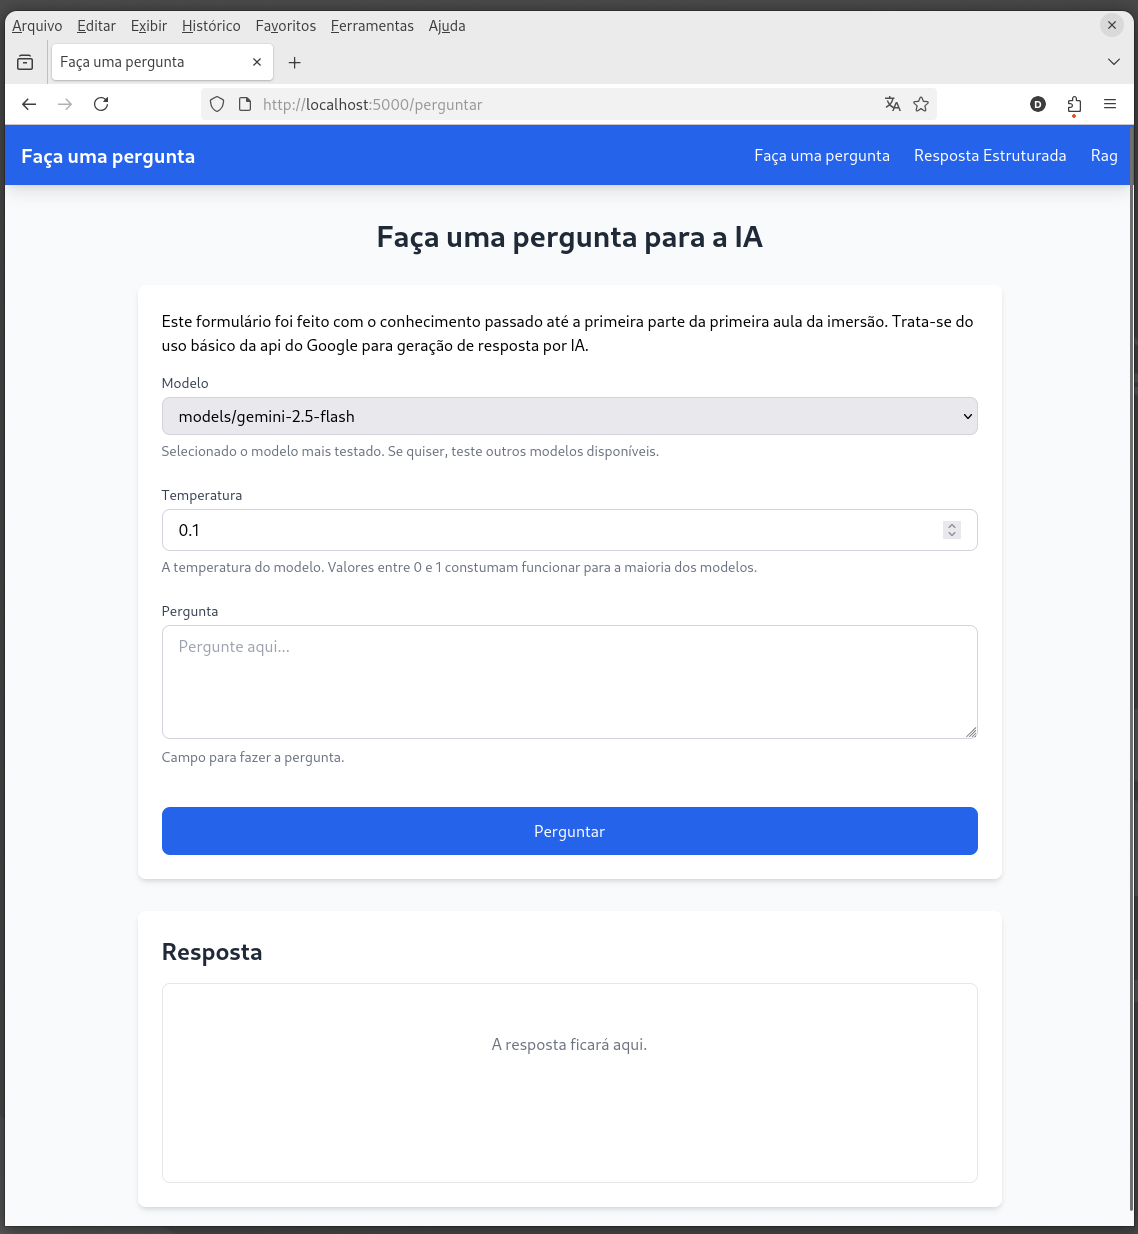 Arquivo Editar Exibir Histórico Favoritos Ferramentas Ajuda
Faça uma pergunta
http://localhost:5000/perguntar
D
Faça uma pergunta
Faça uma pergunta Resposta Estruturada Rag
Faça uma pergunta para a IA
Este formulário foi feito com o conhecimento passado até a primeira parte da primeira aula da imersão. Trata-se do
uso básico da api do Google para geração de resposta por IA.
Modelo
models/gemini-2.5-flash
Selecionado o modelo mais testado. Se quiser, teste outros modelos disponíveis.
Temperatura
0.1
A temperatura do modelo. Valores entre 0 e 1 constumam funcionar para a maioria dos modelos.
Pergunta
Pergunte aqui...
Campo para fazer a pergunta.
Perguntar
Resposta
A resposta ficará aqui.